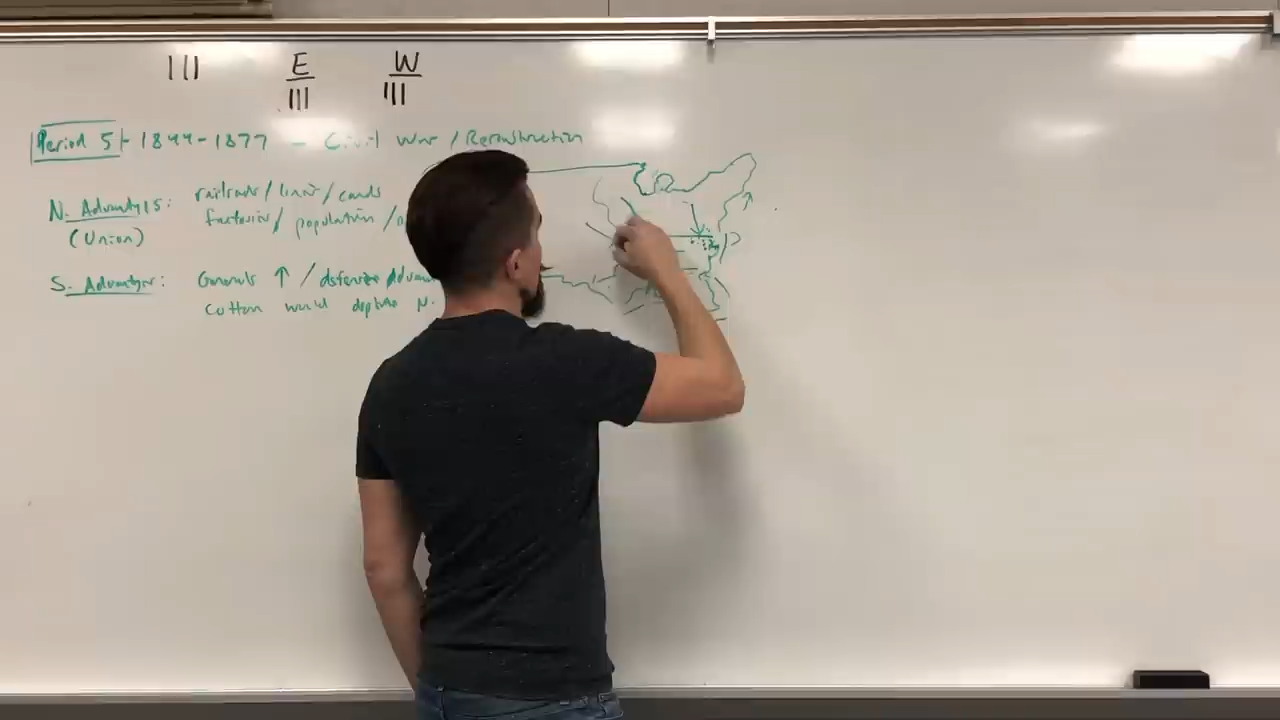 III
E W
III III
Period 5 - 1844-1877 - Civil War / Reconstruction
N. Advantages: railroads / / canals
(Union) factories / population /
S. Advantages: Generals ↑ / defensive
cotton would N.